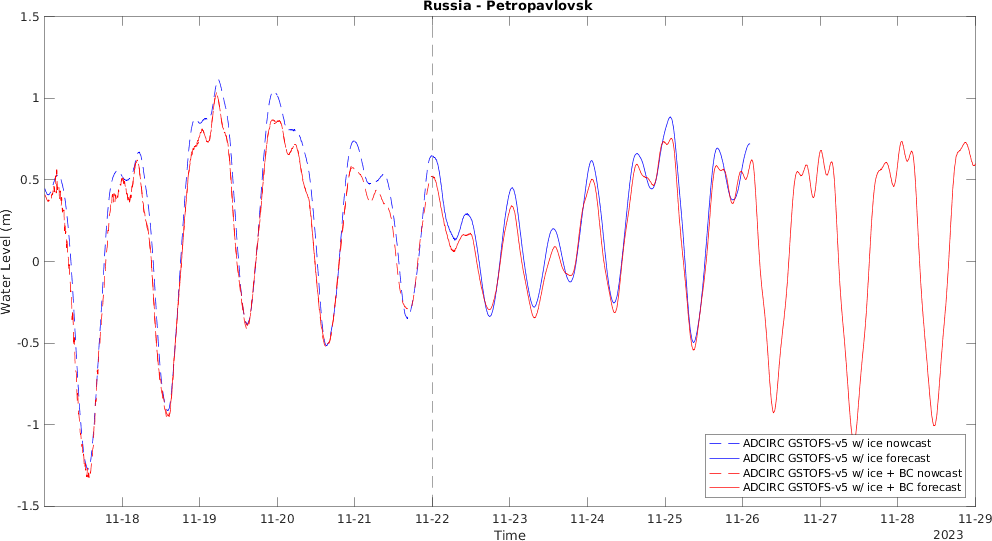 Russia - Petropavlovsk
1.5
1
0.5
0
-0.5
-1
-1.5
Water Level (m)
11-18 11-19 11-20 11-21 11-22 11-23 11-24 11-25 11-26 11-27 11-28 11-29
Time
2023
ADCIRC GSTOFS-v5 w/ ice nowcast
ADCIRC GSTOFS-v5 w/ ice forecast
ADCIRC GSTOFS-v5 w/ ice + BC nowcast
ADCIRC GSTOFS-v5 w/ ice + BC forecast